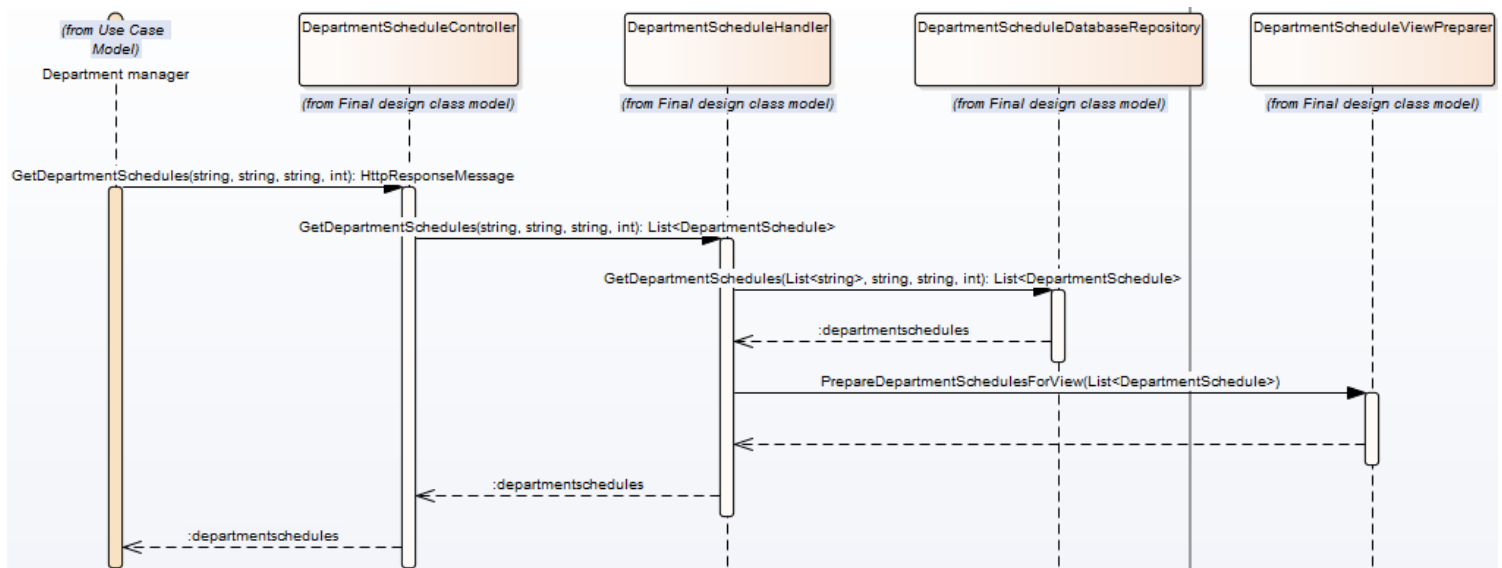 (from Use Case
Model)
Department manager
DepartmentScheduleController
(from Final design class model)
DepartmentScheduleHandler
(from Final design class model)
DepartmentScheduleDatabaseRepository
(from Final design class model)
DepartmentScheduleViewPreparer
(from Final design class model)
GetDepartmentSchedules(string, string, string, int): HttpResponseMessage
GetDepartmentSchedules(string, string, string, int): List<DepartmentSchedule>
GetDepartmentSchedules(List<string>, string, string, int): List<DepartmentSchedule>
:departmentschedules
PrepareDepartmentSchedulesForView(List<DepartmentSchedule>)
:departmentschedules
:departmentschedules